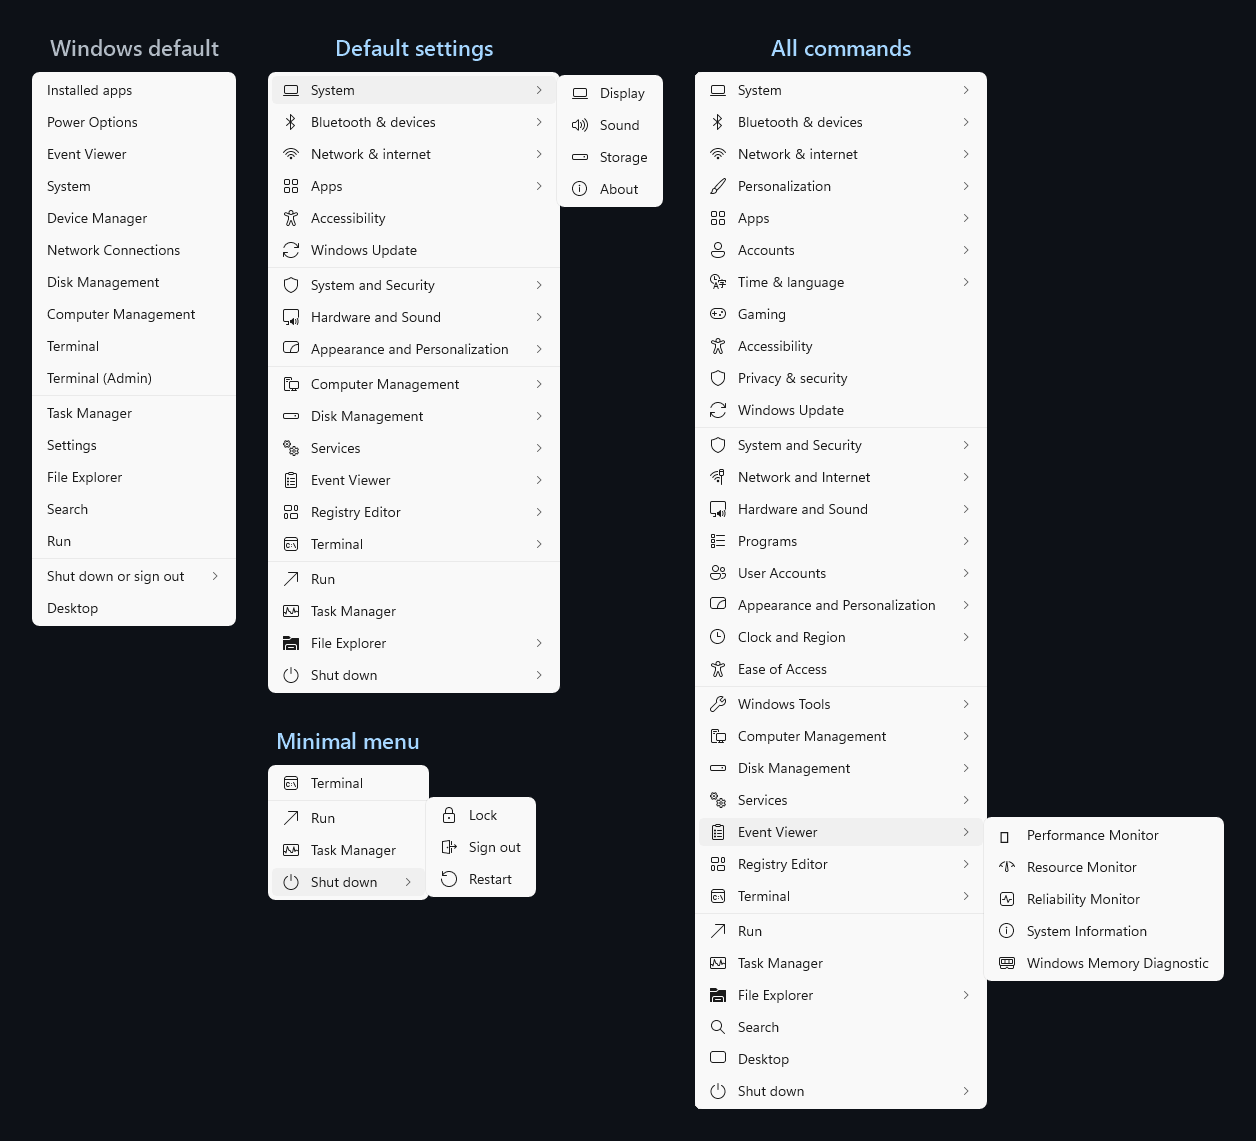 Windows default
Installed apps
Power Options
Event Viewer
System
Device Manager
Network Connections
Disk Management
Computer Management
Terminal
Terminal (Admin)
Task Manager
Settings
File Explorer
Search
Run
Shut down or sign out
Desktop
Default settings
System
Bluetooth & devices
Network & internet
Apps
Accessibility
Windows Update
System and Security
Hardware and Sound
Appearance and Personalization
Computer Management
Disk Management
Services
Event Viewer
Registry Editor
Terminal
Run
Task Manager
File Explorer
Shut down
Display
Sound
Storage
About
Minimal menu
Terminal
Run
Task Manager
Shut down
Lock
Sign out
Restart
All commands
System
Bluetooth & devices
Network & internet
Personalization
Apps
Accounts
Time & language
Gaming
Accessibility
Privacy & security
Windows Update
System and Security
Network and Internet
Hardware and Sound
Programs
User Accounts
Appearance and Personalization
Clock and Region
Ease of Access
Windows Tools
Computer Management
Disk Management
Services
Event Viewer
Registry Editor
Terminal
Run
Task Manager
File Explorer
Search
Desktop
Shut down
Performance Monitor
Resource Monitor
Reliability Monitor
System Information
Windows Memory Diagnostic